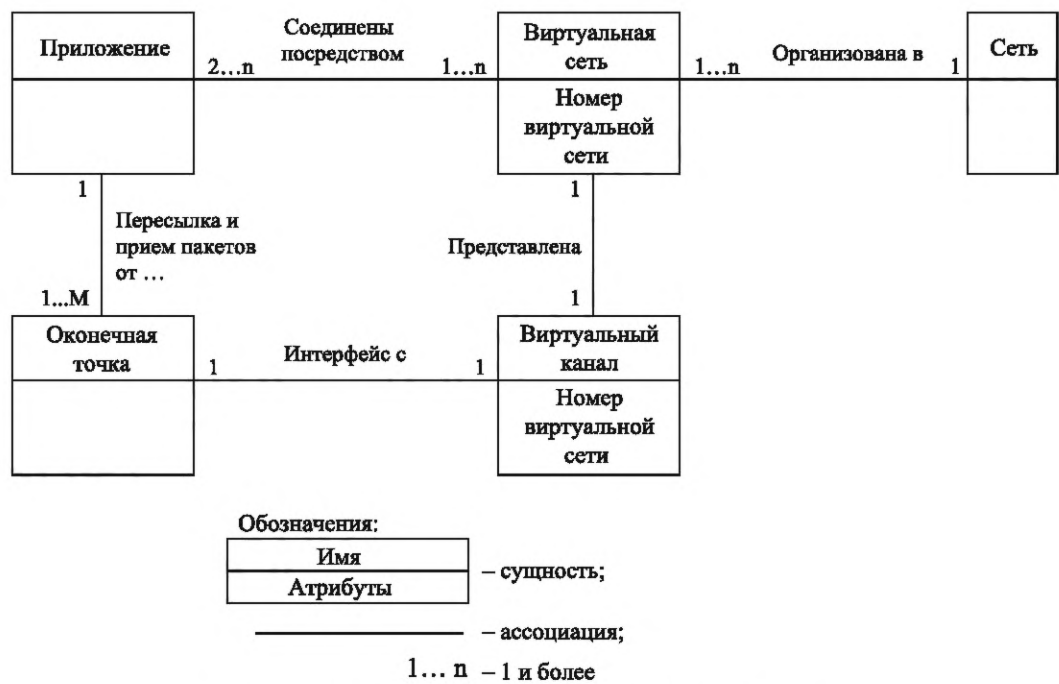 Приложение
2...n
Соединены
посредством
1...n
Виртуальная
сеть
Номер
виртуальной
сети
1...n
Организована в
1
Сеть
1
Пересылка и
прием пакетов
от ...
1...М
1
Представлена
1
Оконечная
точка
1
Интерфейс с
1
Виртуальный
канал
Номер
виртуальной
сети
Обозначения:
Имя
Атрибуты
– сущность;
– ассоциация;
1... n – 1 и более